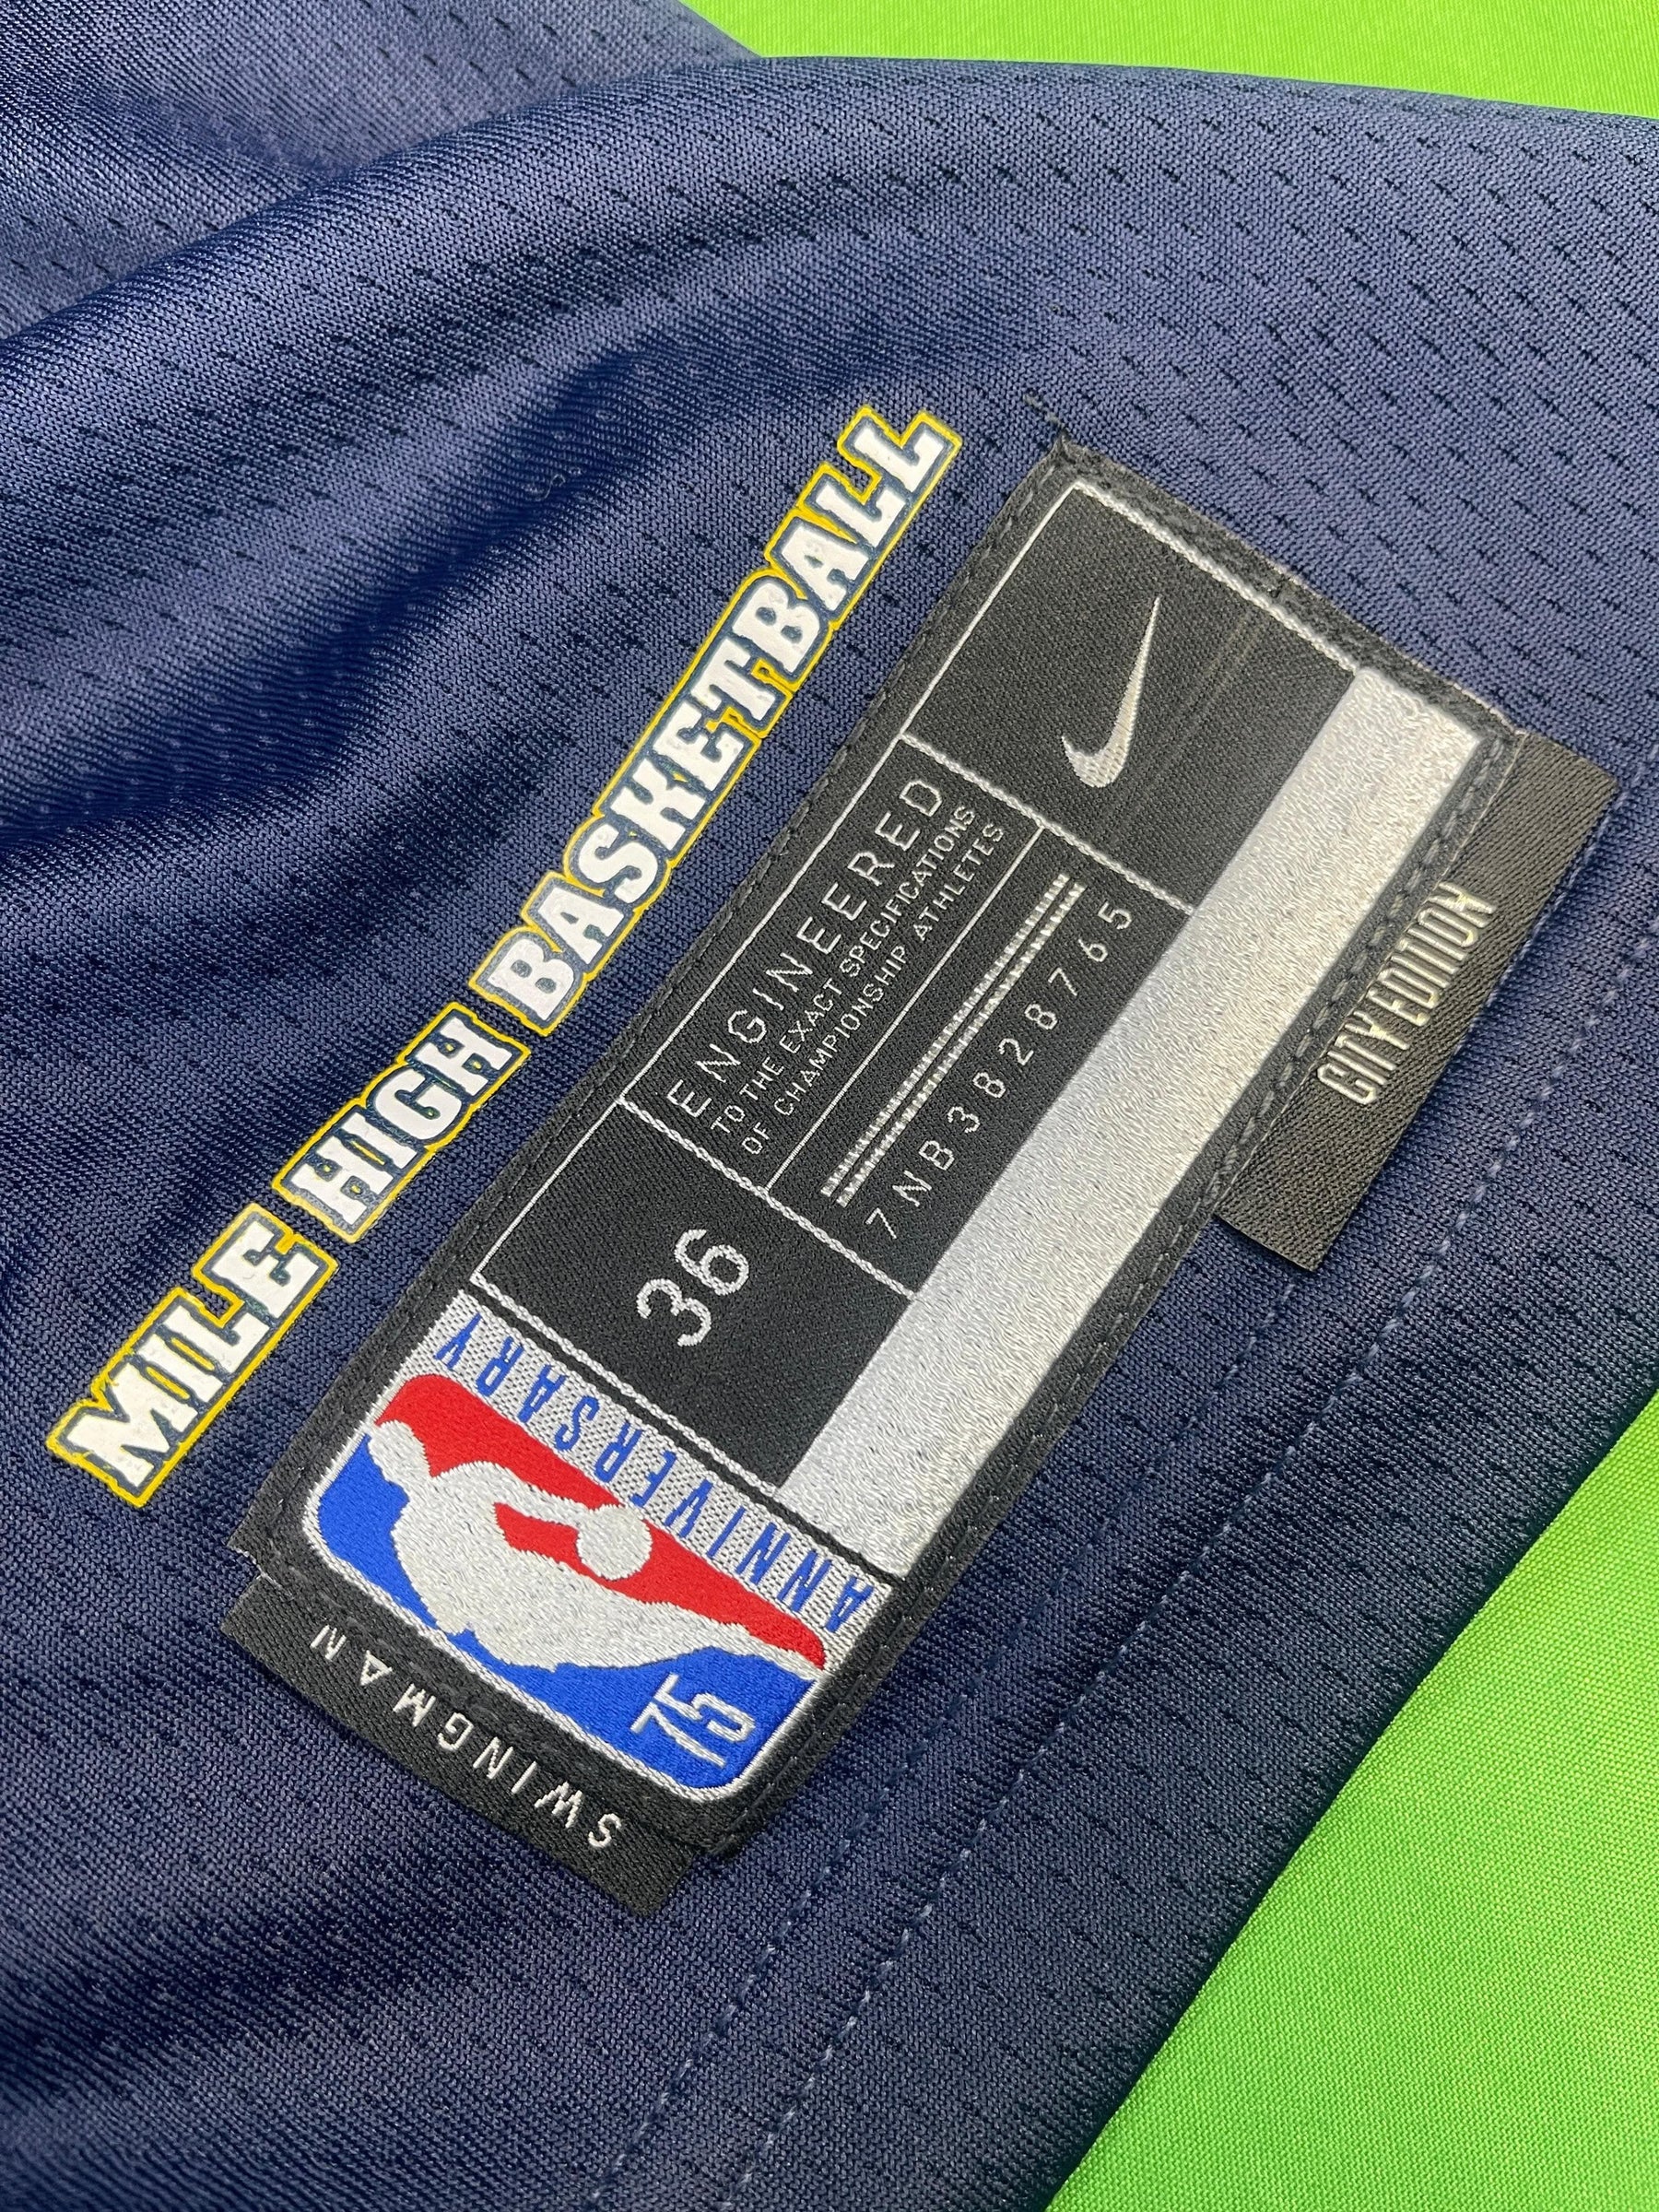 MILE HIGH BASKETBALL
ENGINEERED
TO THE EXACT SPECIFICATIONS
OF CHAMPIONSHIP ATHLETES
7NB3828765
36
CITY EDITION
ANNIVERSARY
75
SWINGMAN